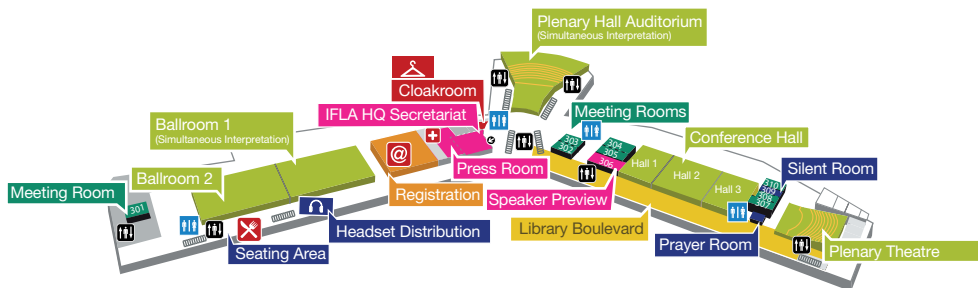 Plenary Hall Auditorium
(Simultaneous Interpretation)
Cloakroom
IFLA HQ Secretariat
Meeting Rooms
Ballroom 1
(Simultaneous Interpretation)
Conference Hall
303
302
304
305
306
@
Press Room
Hall 1
Hall 2
Hall 3
Silent Room
310
309
308
307
Ballroom 2
Meeting Room
301
Registration
Speaker Preview
Headset Distribution
Library Boulevard
Seating Area
Prayer Room
Plenary Theatre